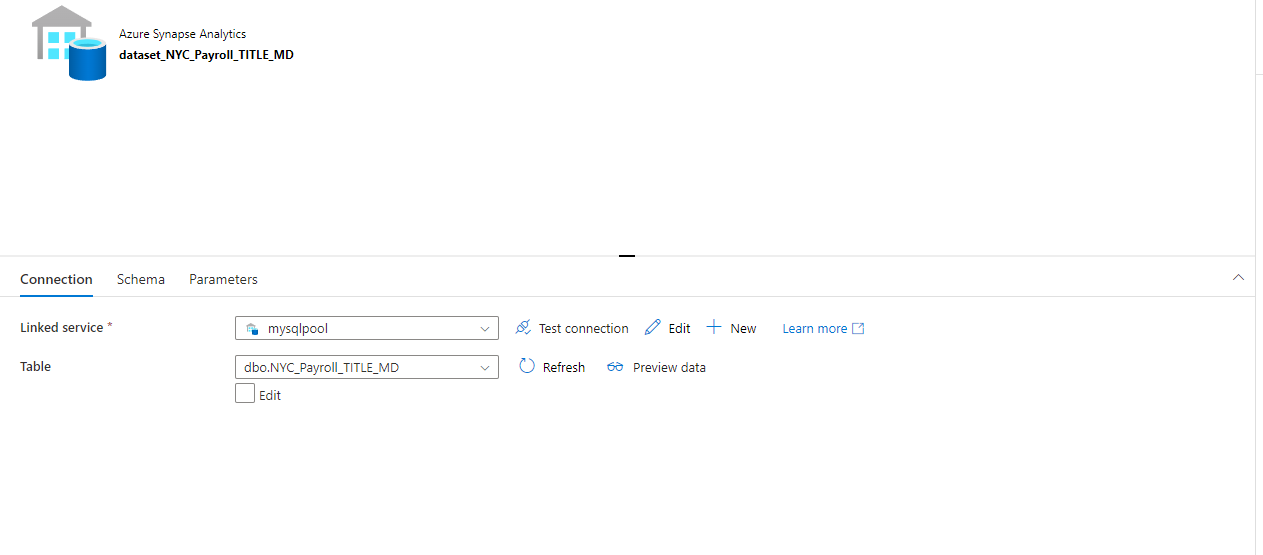 Azure Synapse Analytics
dataset_NYC_Payroll_TITLE_MD
Connection Schema Parameters
Linked service * mysqlpool Test connection Edit New Learn more
Table dbo.NYC_Payroll_TITLE_MD Refresh Preview data
Edit